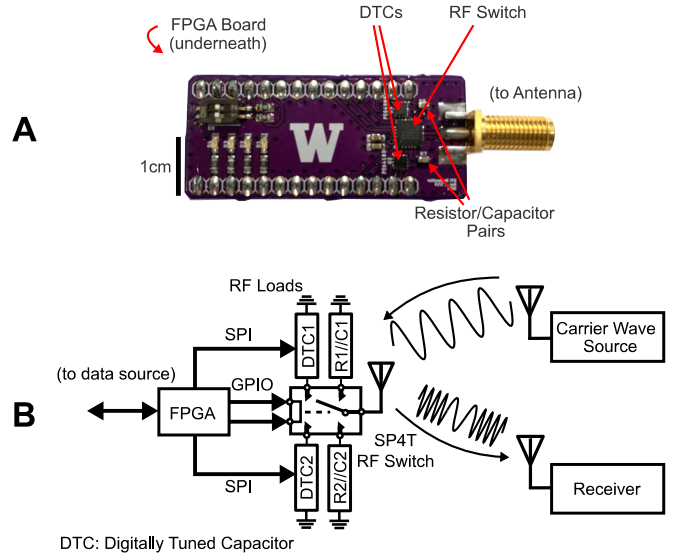 A
FPGA Board
(underneath)
DTCs
RF Switch
(to Antenna)
W
1cm
Resistor/Capacitor
Pairs
B
RF Loads
SPI
DTC1
R1//C1
(to data source)
GPIO
FPGA
SP4T
RF Switch
DTC2
R2//C2
SPI
Carrier Wave
Source
Receiver
DTC: Digitally Tuned Capacitor